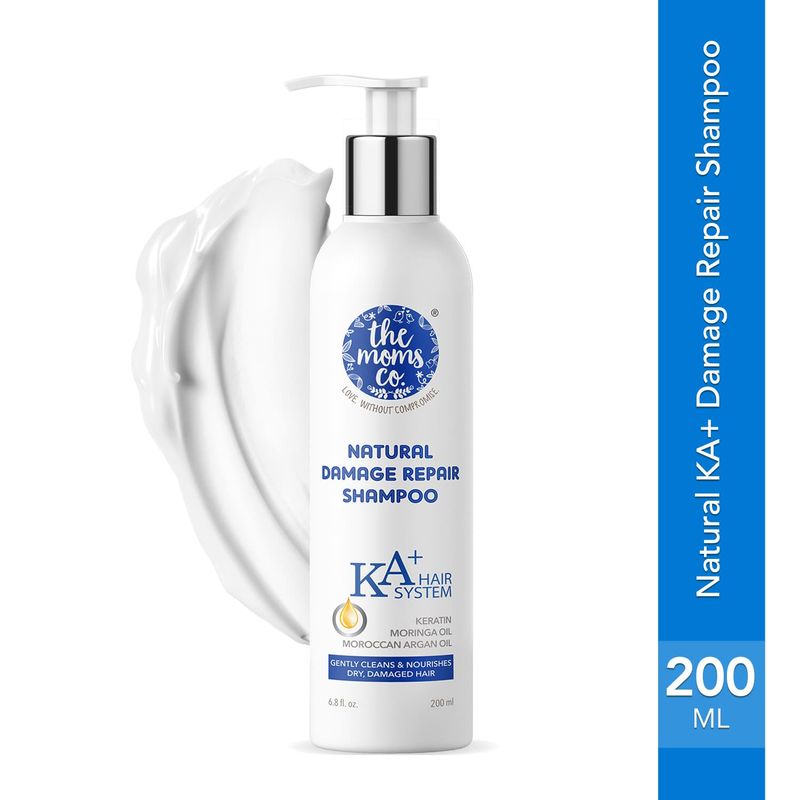 the
moms
co.
®
LOVE. WITHOUT COMPROMISE.
NATURAL
DAMAGE REPAIR
SHAMPOO
KA+ HAIR
SYSTEM
KERATIN
MORINGA OIL
MOROCCAN ARGAN OIL
GENTLY CLEANS & NOURISHES
DRY, DAMAGED HAIR
6.8 fl. oz. 200 ml
Natural KA+ Damage Repair Shampoo
200
ML